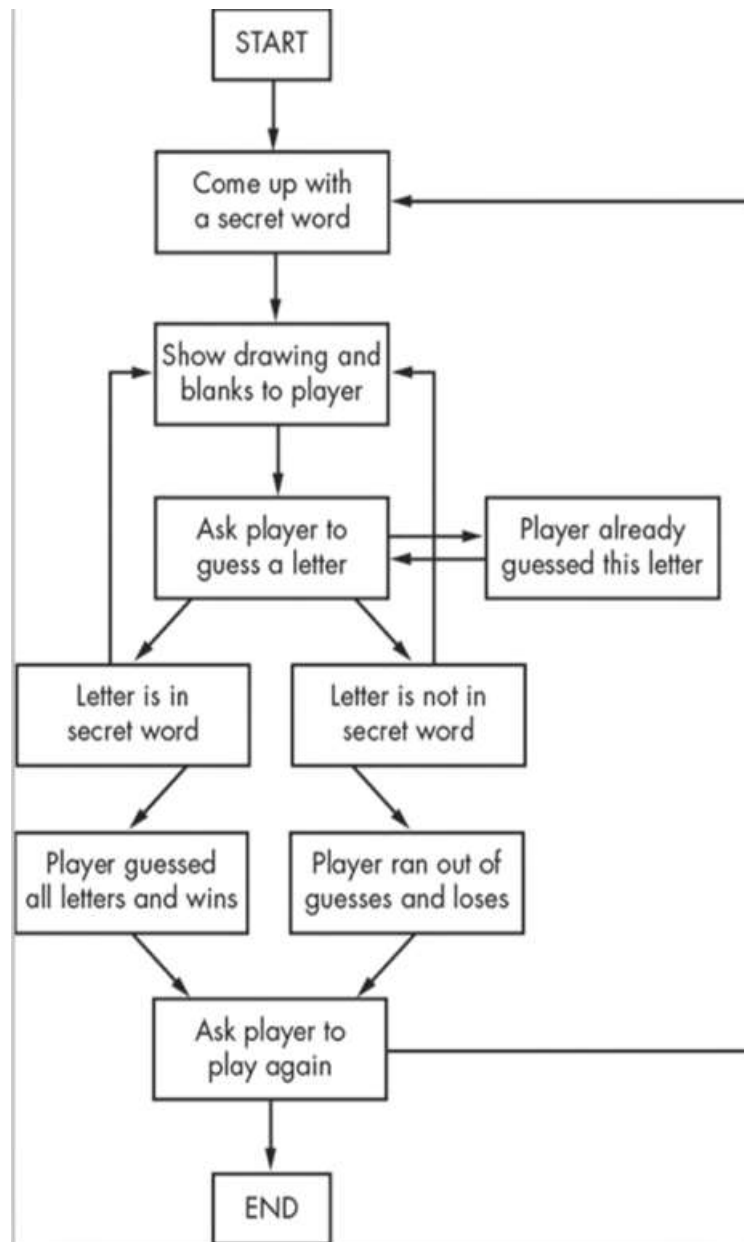 START
Come up with
a secret word
Show drawing and
blanks to player
Ask player to
guess a letter
Player already
guessed this letter
Letter is in
secret word
Letter is not in
secret word
Player guessed
all letters and wins
Player ran out of
guesses and loses
Ask player to
play again
END